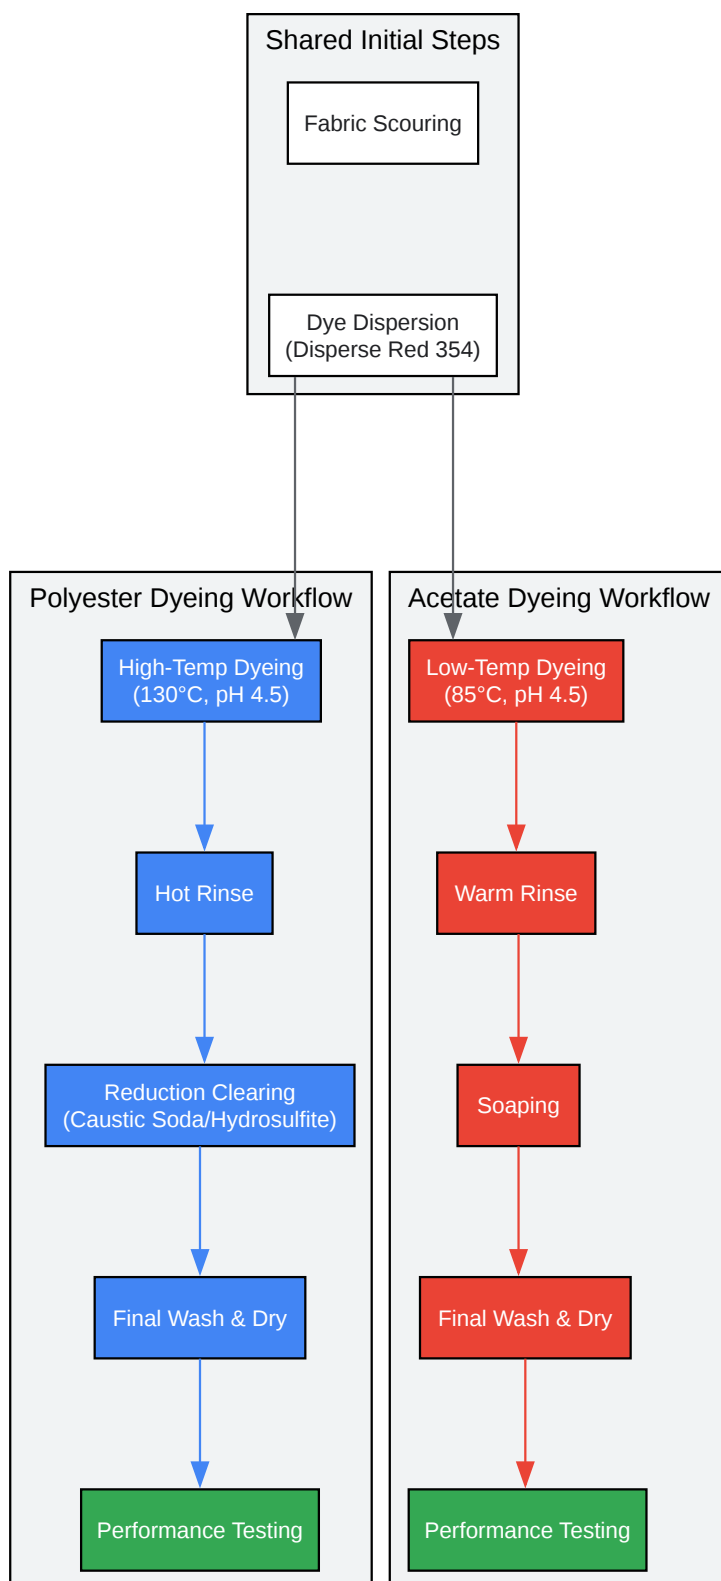 Shared Initial Steps
Fabric Scouring
Dye Dispersion
(Disperse Red 354)
Polyester Dyeing Workflow
High-Temp Dyeing
(130°C, pH 4.5)
Hot Rinse
Reduction Clearing
(Caustic Soda/Hydrosulfite)
Final Wash & Dry
Performance Testing
Acetate Dyeing Workflow
Low-Temp Dyeing
(85°C, pH 4.5)
Warm Rinse
Soaping
Final Wash & Dry
Performance Testing